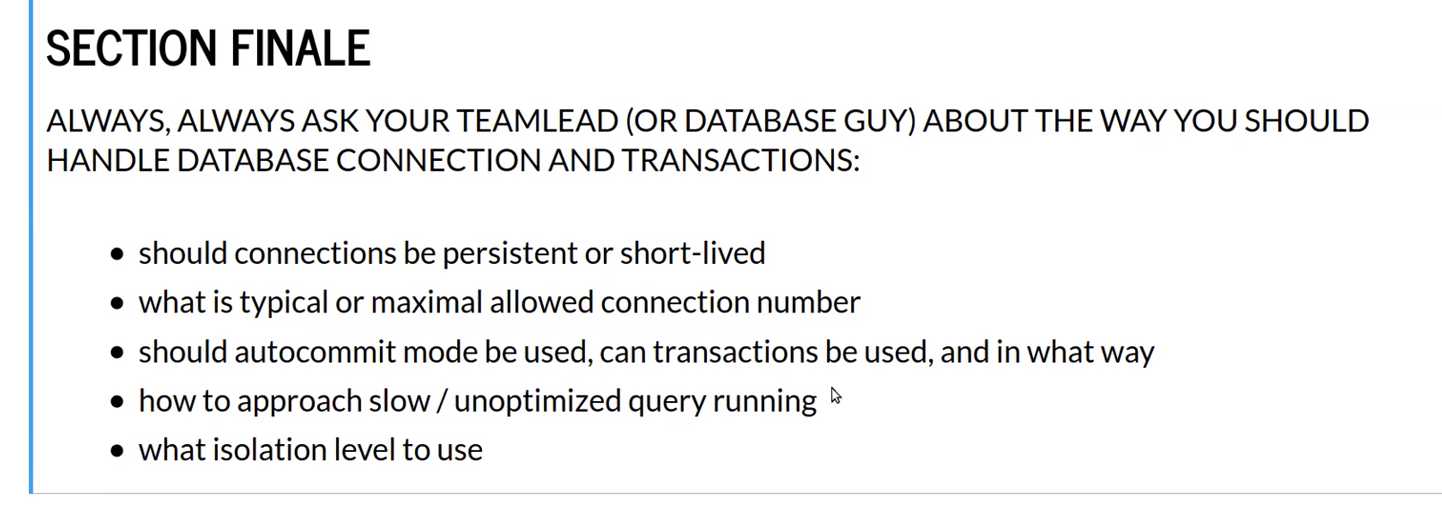 SECTION FINALE
ALWAYS, ALWAYS ASK YOUR TEAMLEAD (OR DATABASE GUY) ABOUT THE WAY YOU SHOULD
HANDLE DATABASE CONNECTION AND TRANSACTIONS:
• should connections be persistent or short-lived
• what is typical or maximal allowed connection number
• should autocommit mode be used, can transactions be used, and in what way
• how to approach slow / unoptimized query running
• what isolation level to use